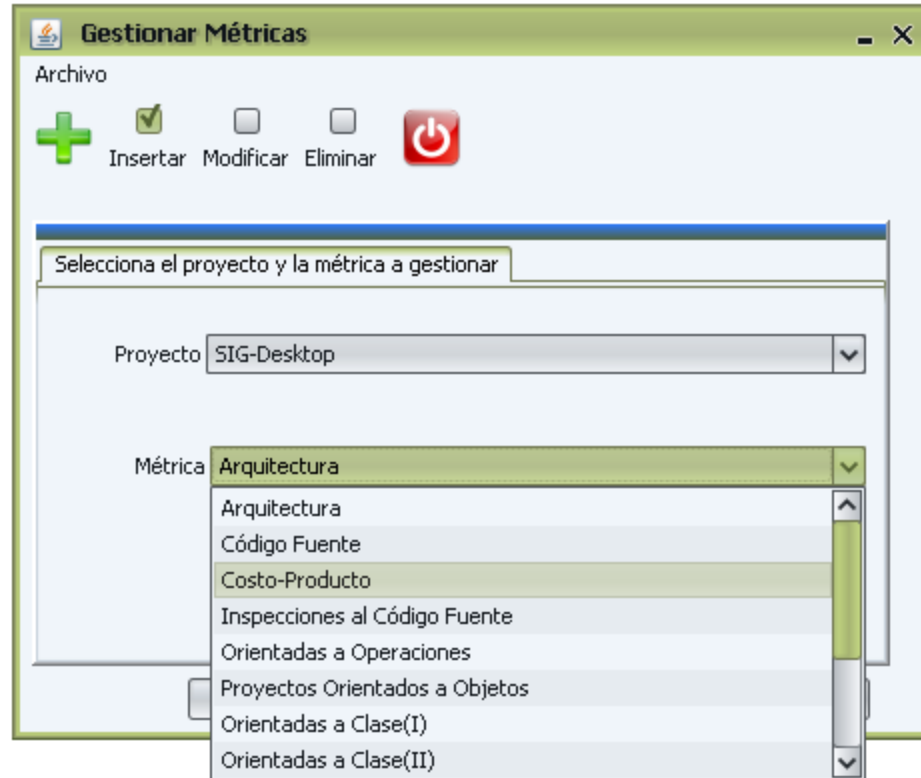 Gestionar Métricas
Archivo
Insertar Modificar Eliminar
Selecciona el proyecto y la métrica a gestionar
Proyecto SIG-Desktop
Métrica Arquitectura
Arquitectura
Código Fuente
Costo-Producto
Inspecciones al Código Fuente
Orientadas a Operaciones
Proyectos Orientados a Objetos
Orientadas a Clase(I)
Orientadas a Clase(II)